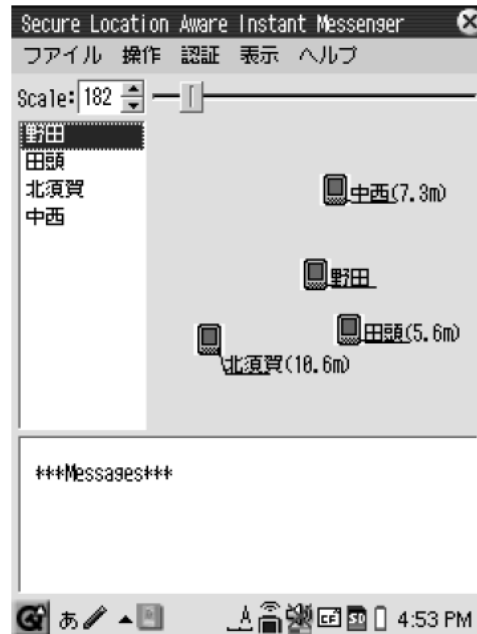 Secure Location Aware Instant Messenger
ファイル 操作 認証 表示 ヘルプ
Scale: 182
野田
田頭
北須賀
中西
中西(7.3m)
野田
田頭(5.6m)
北須賀(10.6m)
***Messages***
あ
A
CF
SD
4:53 PM